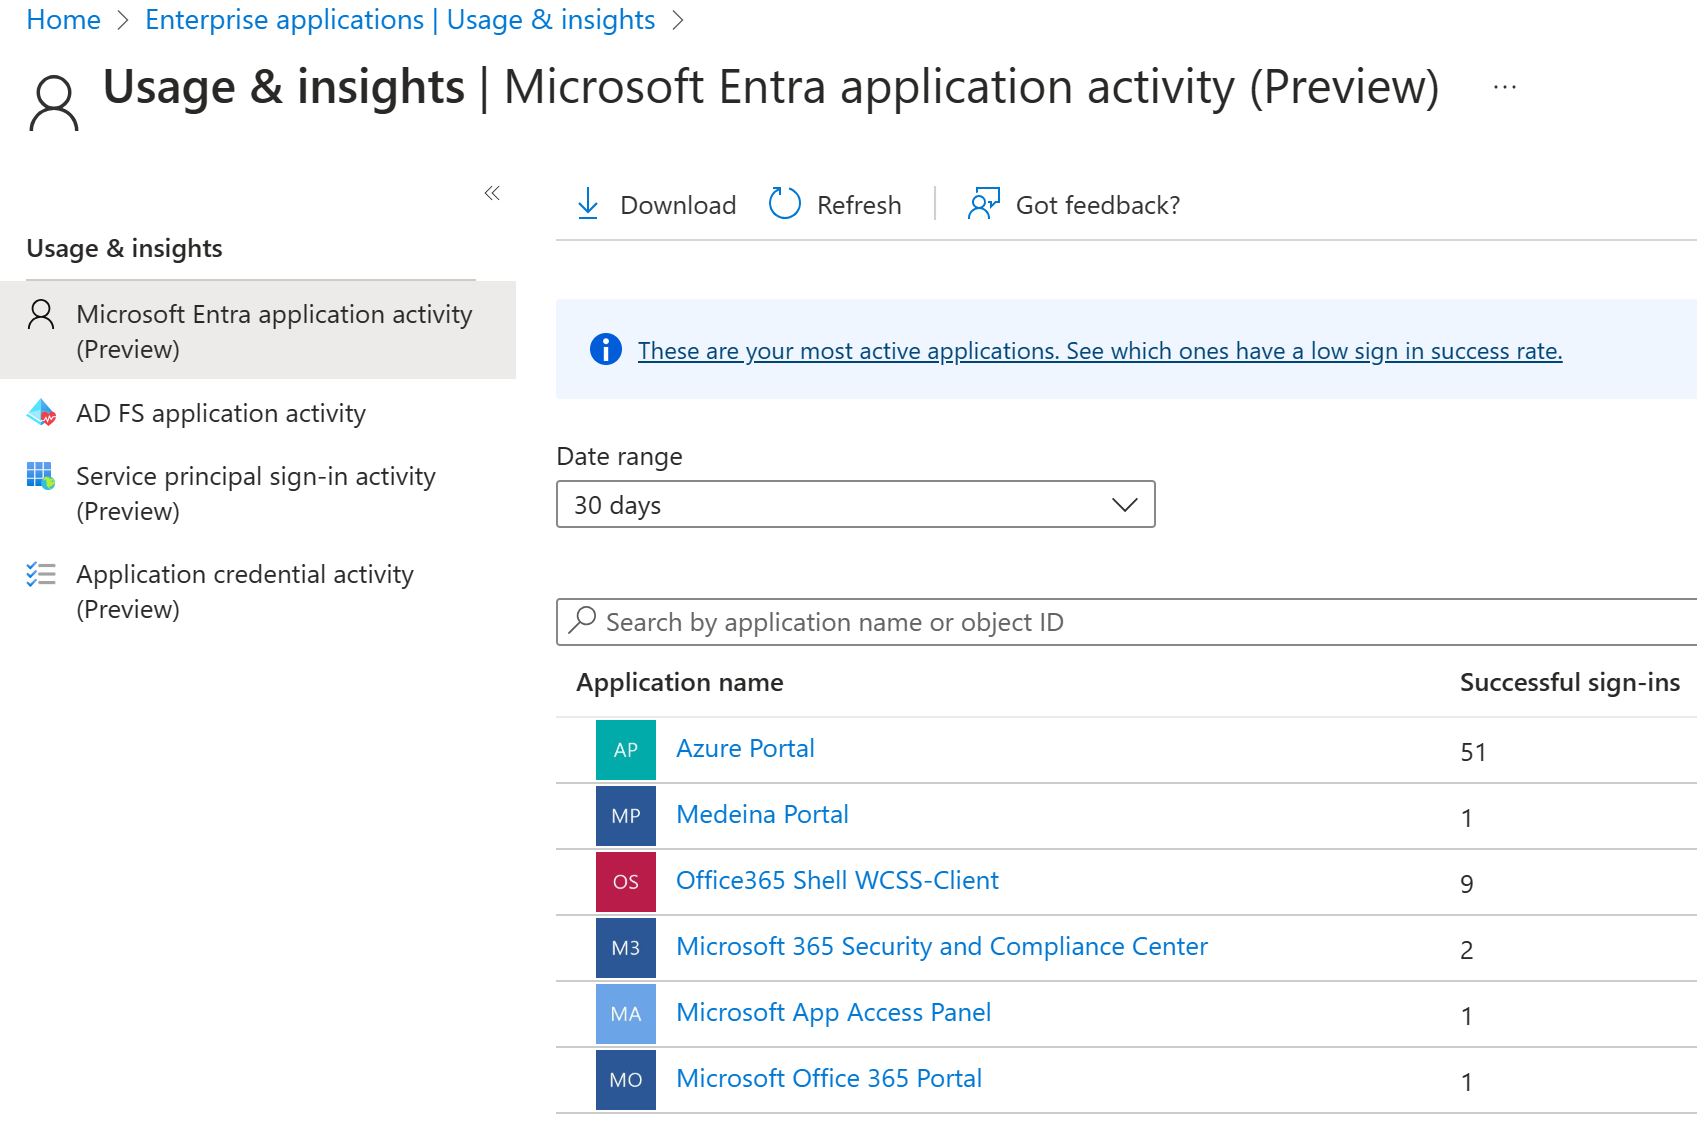 Home > Enterprise applications | Usage & insights >
Usage & insights | Microsoft Entra application activity (Preview) ...
«
Download Refresh Got feedback?
Usage & insights
Microsoft Entra application activity
(Preview)
AD FS application activity
Service principal sign-in activity
(Preview)
Application credential activity
(Preview)
These are your most active applications. See which ones have a low sign in success rate.
Date range
30 days
Search by application name or object ID
Application name Successful sign-ins
AP Azure Portal 51
MP Medeina Portal 1
OS Office365 Shell WCSS-Client 9
M3 Microsoft 365 Security and Compliance Center 2
MA Microsoft App Access Panel 1
MO Microsoft Office 365 Portal 1